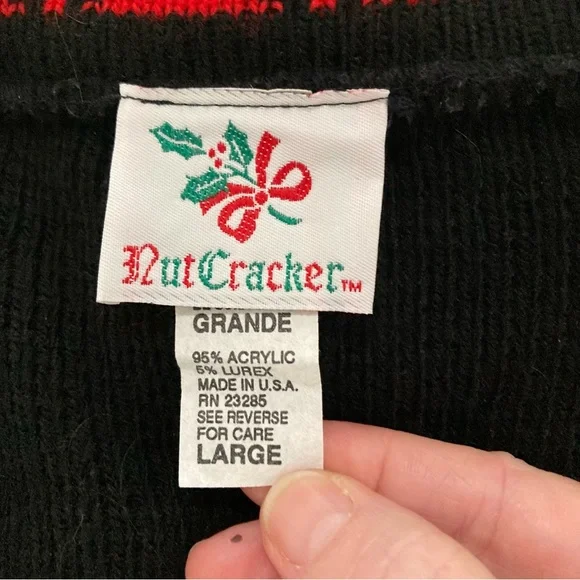 NutCracker™
GRANDE
95% ACRYLIC
5% LUREX
MADE IN U.S.A.
RN 23285
SEE REVERSE
FOR CARE
LARGE